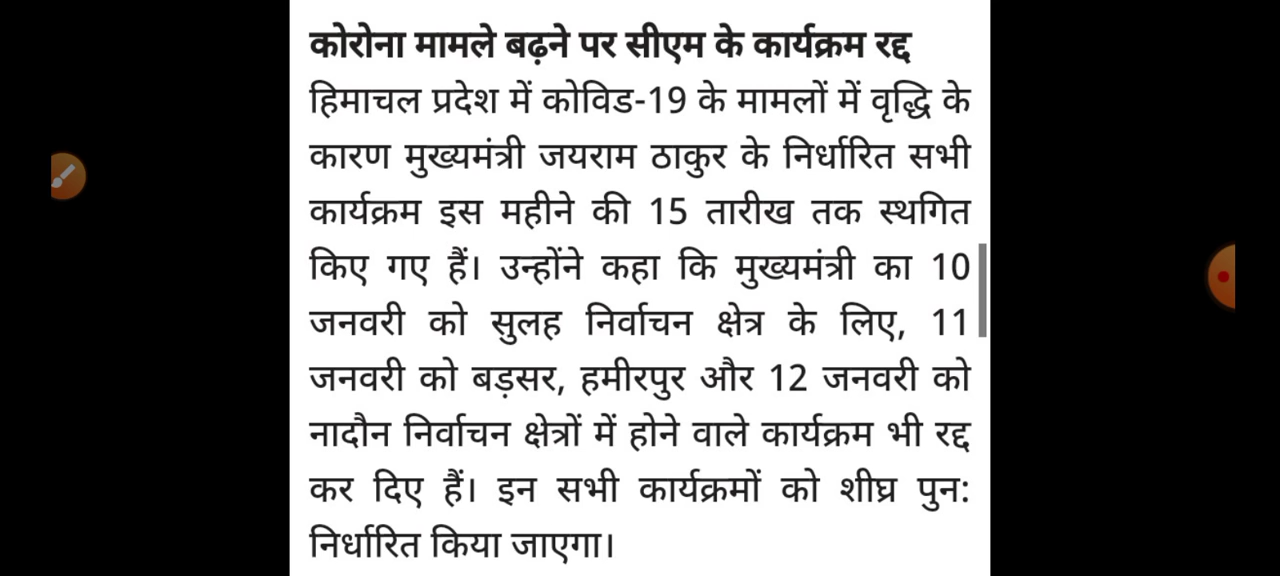 कोरोना मामले बढ़ने पर सीएम के कार्यक्रम रद्द
हिमाचल प्रदेश में कोविड-19 के मामलों में वृद्धि के
कारण मुख्यमंत्री जयराम ठाकुर के निर्धारित सभी
कार्यक्रम इस महीने की 15 तारीख तक स्थगित
किए गए हैं। उन्होंने कहा कि मुख्यमंत्री का 10
जनवरी को सुलह निर्वाचन क्षेत्र के लिए, 11
जनवरी को बड़सर, हमीरपुर और 12 जनवरी को
नादौन निर्वाचन क्षेत्रों में होने वाले कार्यक्रम भी रद्द
कर दिए हैं। इन सभी कार्यक्रमों को शीघ्र पुन:
निर्धारित किया जाएगा।